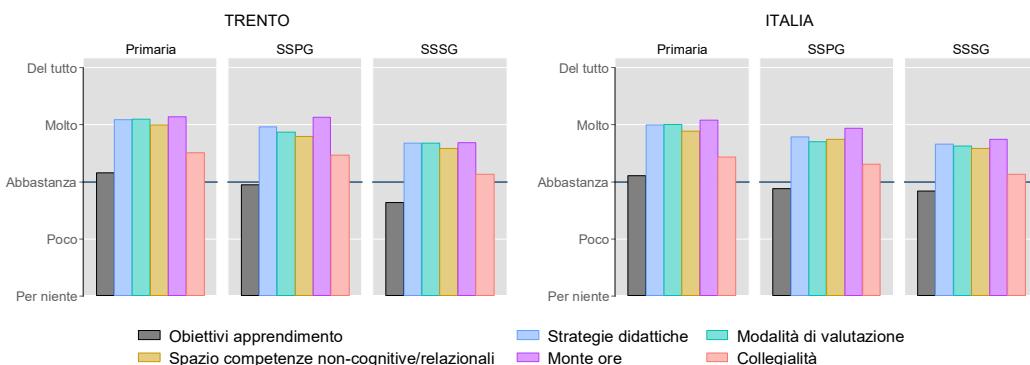 TRENTO
Primaria SSPG SSSG
Del tutto
Molto
Abbastanza
Poco
Per niente
ITALIA
Primaria SSPG SSSG
Del tutto
Molto
Abbastanza
Poco
Per niente
Obiettivi apprendimento Strategie didattiche Modalità di valutazione
Spazio competenze non-cognitive/relazionali Monte ore Collegialità